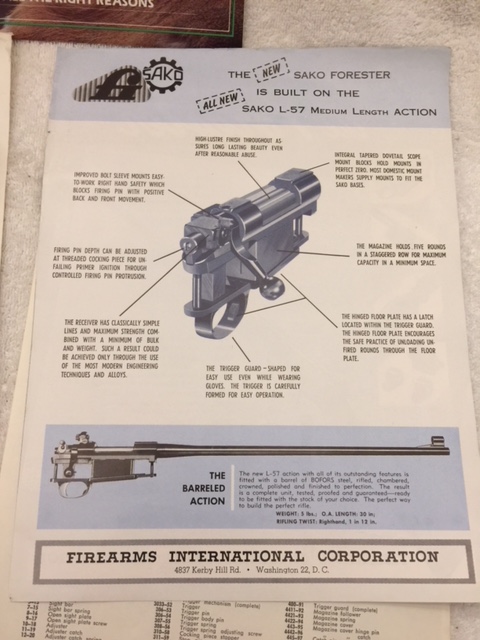 THE RIGHT REASONS
SAKO
THE NEW SAKO FORESTER
IS BUILT ON THE
ALL NEW SAKO L-57 MEDIUM LENGTH ACTION
HIGH-LUSTRE FINISH THROUGHOUT AS
SURES LONG LASTING BEAUTY EVEN
AFTER REASONABLE ABUSE.
INTEGRAL TAPERED DOVETAIL SCOPE
MOUNT BLOCKS HOLD MOUNTS IN
PERFECT ZERO. MOST DOMESTIC MOUNT
MAKERS SUPPLY MOUNTS TO FIT THE
SAKO BASES.
IMPROVED BOLT SLEEVE MOUNTS EASY-
TO-WORK RIGHT HAND SAFETY WHICH
BLOCKS FIRING PIN WITH POSITIVE
BACK AND FRONT MOVEMENT.
FIRING PIN DEPTH CAN BE ADJUSTED
AT THREADED COCKING PIECE FOR UN-
FAILING PRIMER IGNITION THROUGH
CONTROLLED FIRING PIN PROTRUSION.
THE MAGAZINE HOLDS FIVE ROUNDS
IN A STAGGERED ROW FOR MAXIMUM
CAPACITY IN A MINIMUM SPACE.
THE RECEIVER HAS CLASSICALLY SIMPLE
LINES AND MAXIMUM STRENGTH COM-
BINED WITH A MINIMUM OF BULK
AND WEIGHT. SUCH A RESULT COULD
BE ACHIEVED ONLY THROUGH THE USE
OF THE MOST MODERN ENGINEERING
TECHNIQUES AND ALLOYS.
THE HINGED FLOOR PLATE HAS A LATCH
LOCATED WITHIN THE TRIGGER GUARD.
THE HINGED FLOOR PLATE ENCOURAGES
THE SAFE PRACTICE OF UNLOADING UN-
FIRED ROUNDS THROUGH THE FLOOR
PLATE.
THE TRIGGER GUARD—SHAPED FOR
EASY USE EVEN WHILE WEARING
GLOVES. THE TRIGGER IS CAREFULLY
FORMED FOR EASY OPERATION.
THE
BARRELED
ACTION
The new L-57 action with all of its outstanding features is
fitted with a barrel of BOFORS steel, rifled, chambered,
crowned, polished and finished to perfection. The result
is a complete unit, tested, proofed and guaranteed—ready
to be fitted with the stock of your choice. The perfect way
to build the perfect rifle.
WEIGHT: 5 lbs.; O.A. LENGTH: 30 in;
RIFLING TWIST: Righthand, 1 in 12 in.
FIREARMS INTERNATIONAL CORPORATION
4837 Kerby Hill Rd. • Washington 22, D. C.
Sight bar
Sight bar spring
Open sight plate
Open sight plate screw
Adjuster
Adjuster catch
Trigger mechanism (complete)
Trigger
Trigger pin
Trigger body pin
Trigger spring
Trigger adjusting screw
Trigger guard (complete)
Magazine follower
Magazine spring
Magazine cover
Magazine cover hinge pin